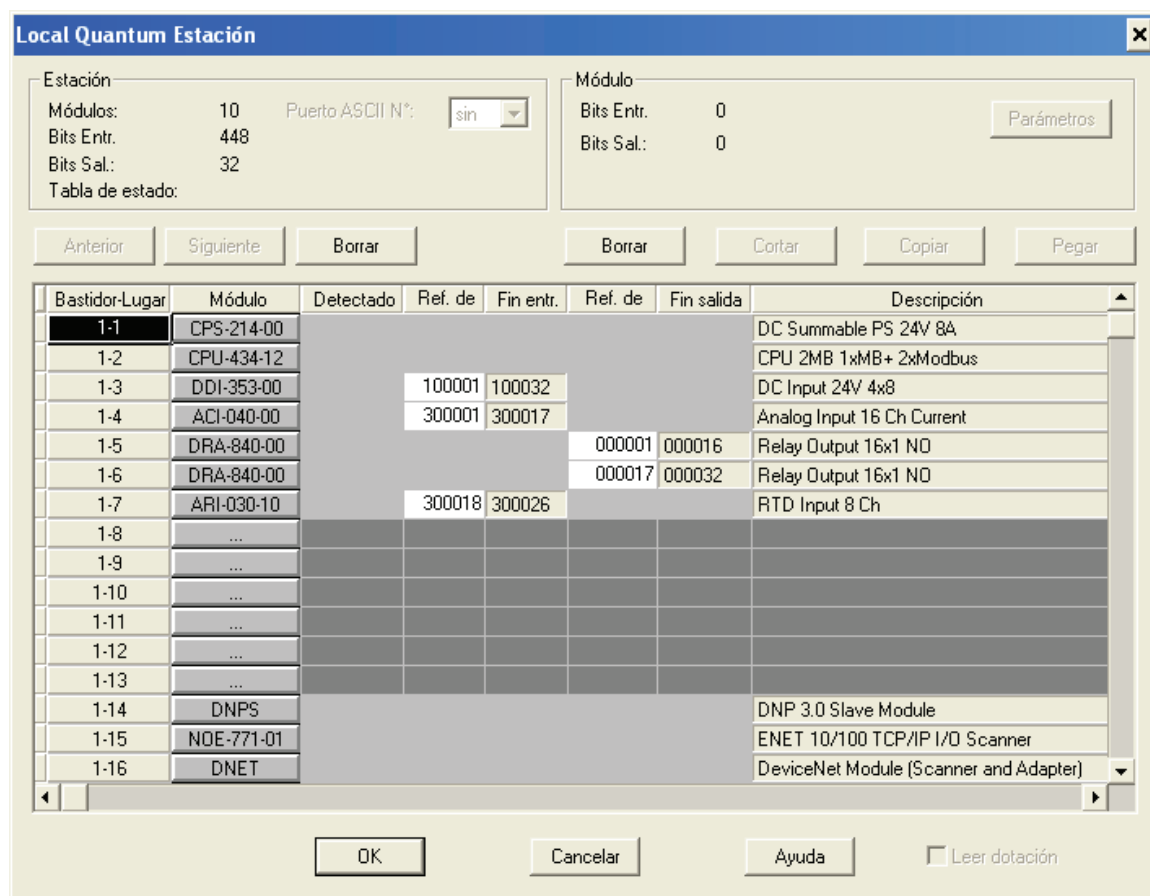 Local Quantum Estación
Estación
Módulos: 10 Puerto ASCII N°: sin
Bits Entr. 448
Bits Sal.: 32
Tabla de estado:
Módulo
Bits Entr. 0
Bits Sal.: 0
Parámetros
Anterior Siguiente Borrar Borrar Cortar Copiar Pegar
Bastidor-Lugar Módulo Detectado Ref. de Fin entr. Ref. de Fin salida Descripción
1-1 CPS-214-00 DC Summable PS 24V 8A
1-2 CPU-434-12 CPU 2MB 1xMB+ 2xModbus
1-3 DDI-353-00 100001 100032 DC Input 24V 4x8
1-4 ACI-040-00 300001 300017 Analog Input 16 Ch Current
1-5 DRA-840-00 000001 000016 Relay Output 16x1 NO
1-6 DRA-840-00 000017 000032 Relay Output 16x1 NO
1-7 ARI-030-10 300018 300026 RTD Input 8 Ch
1-8 ...
1-9 ...
1-10 ...
1-11 ...
1-12 ...
1-13 ...
1-14 DNPS DNP 3.0 Slave Module
1-15 NOE-771-01 ENET 10/100 TCP/IP I/O Scanner
1-16 DNET DeviceNet Module (Scanner and Adapter)
OK Cancelar Ayuda Leer dotación